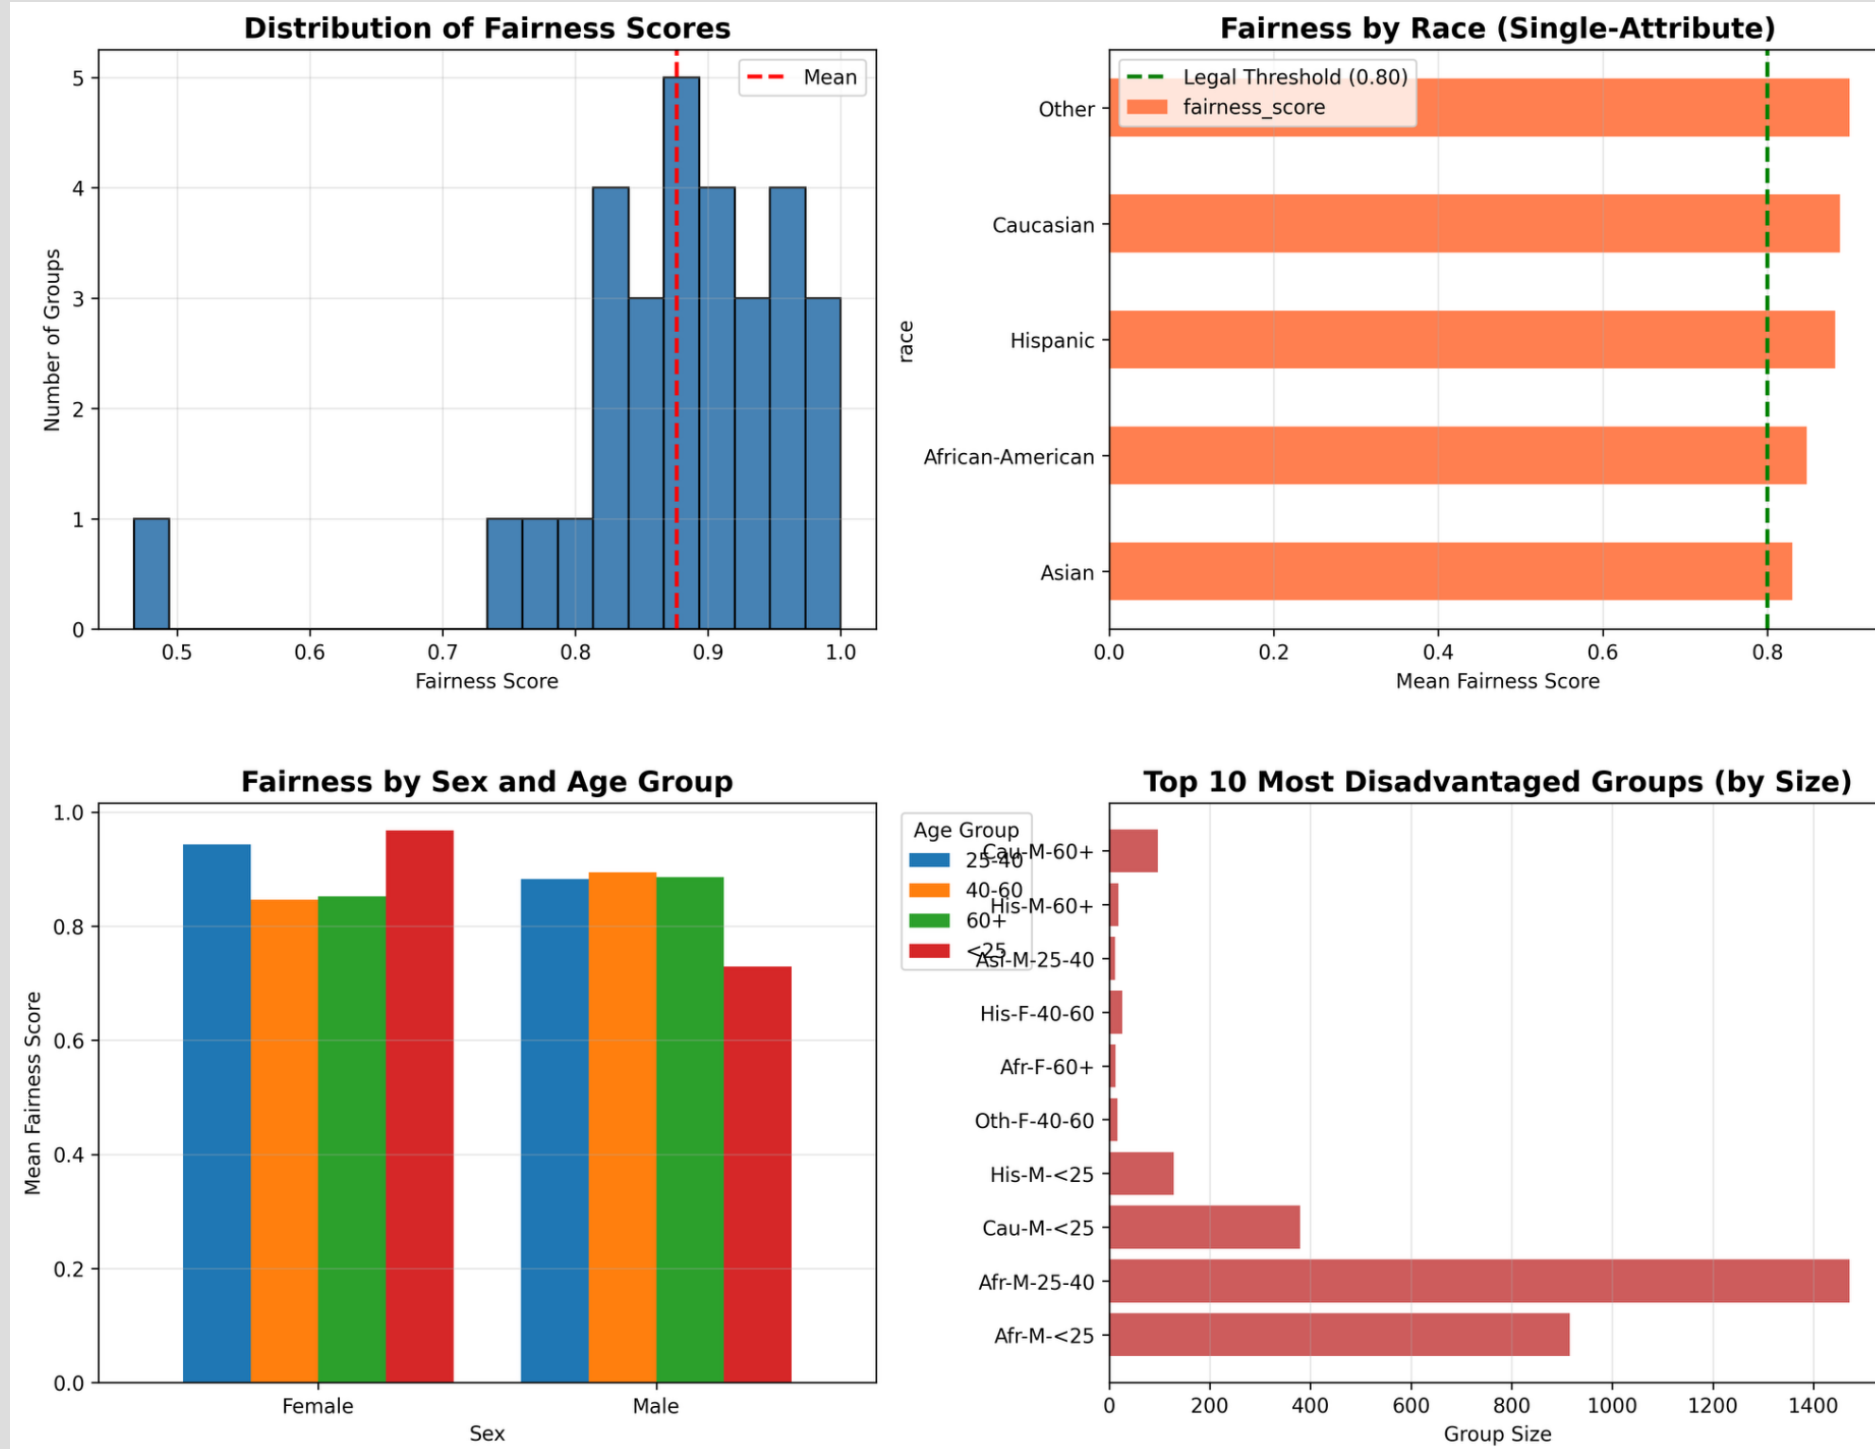 Distribution of Fairness Scores
Mean
Number of Groups
5
4
3
2
1
0
0.5 0.6 0.7 0.8 0.9 1.0
Fairness Score
Fairness by Race (Single-Attribute)
Legal Threshold (0.80)
fairness_score
race
Other
Caucasian
Hispanic
African-American
Asian
0.0 0.2 0.4 0.6 0.8
Mean Fairness Score
Fairness by Sex and Age Group
Mean Fairness Score
1.0
0.8
0.6
0.4
0.2
0.0
Female Male
Sex
Age Group
25-40
40-60
60+
<25
Top 10 Most Disadvantaged Groups (by Size)
Cau-M-60+
His-M-60+
Asi-M-25-40
His-F-40-60
Afr-F-60+
Oth-F-40-60
His-M-<25
Cau-M-<25
Afr-M-25-40
Afr-M-<25
0 200 400 600 800 1000 1200 1400
Group Size